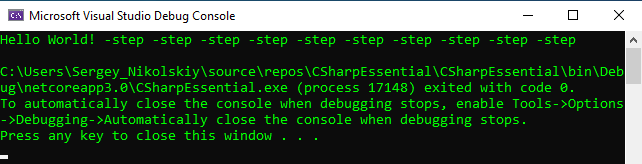 Microsoft Visual Studio Debug Console
Hello World! -step -step -step -step -step -step -step -step -step -step
C:\Users\Sergey_Nikolskiy\source\repos\CSharpEssential\CSharpEssential\bin\Deb
ug\netcoreapp3.0\CSharpEssential.exe (process 17148) exited with code 0.
To automatically close the console when debugging stops, enable Tools->Options
->Debugging->Automatically close the console when debugging stops.
Press any key to close this window . . .